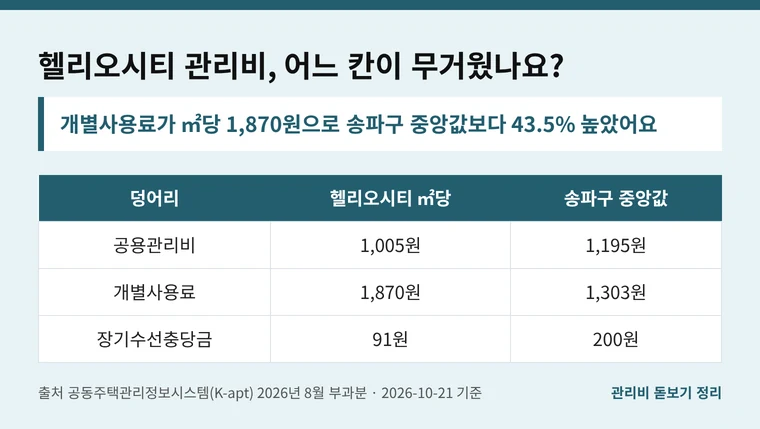 헬리오시티 관리비, 어느 칸이 무거웠나요?
개별사용료가 ㎡당 1,870원으로 송파구 중앙값보다 43.5% 높았어요
덩어리 헬리오시티 ㎡당 송파구 중앙값
공용관리비 1,005원 1,195원
개별사용료 1,870원 1,303원
장기수선충당금 91원 200원
출처 공동주택관리정보시스템(K-apt) 2026년 8월 부과분 · 2026-10-21 기준 관리비 돋보기 정리